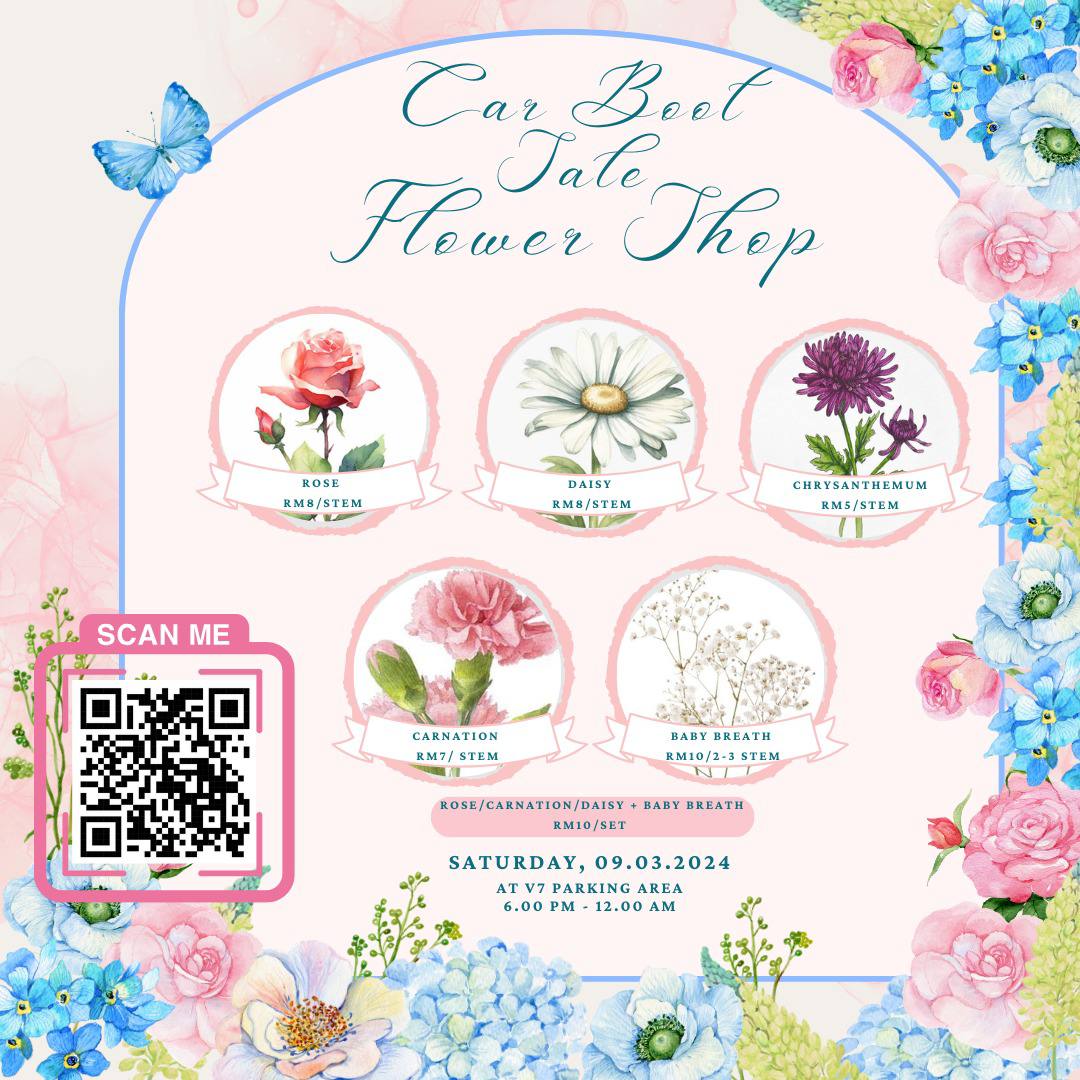 Car Boot
Sale
Flower Shop
ROSE
RM8/STEM
DAISY
RM8/STEM
CHRYSANTHEMUM
RM5/STEM
CARNATION
RM7/ STEM
BABY BREATH
RM10/2-3 STEM
SCAN ME
ROSE/CARNATION/DAISY + BABY BREATH
RM10/SET
SATURDAY, 09.03.2024
AT V7 PARKING AREA
6.00 PM - 12.00 AM